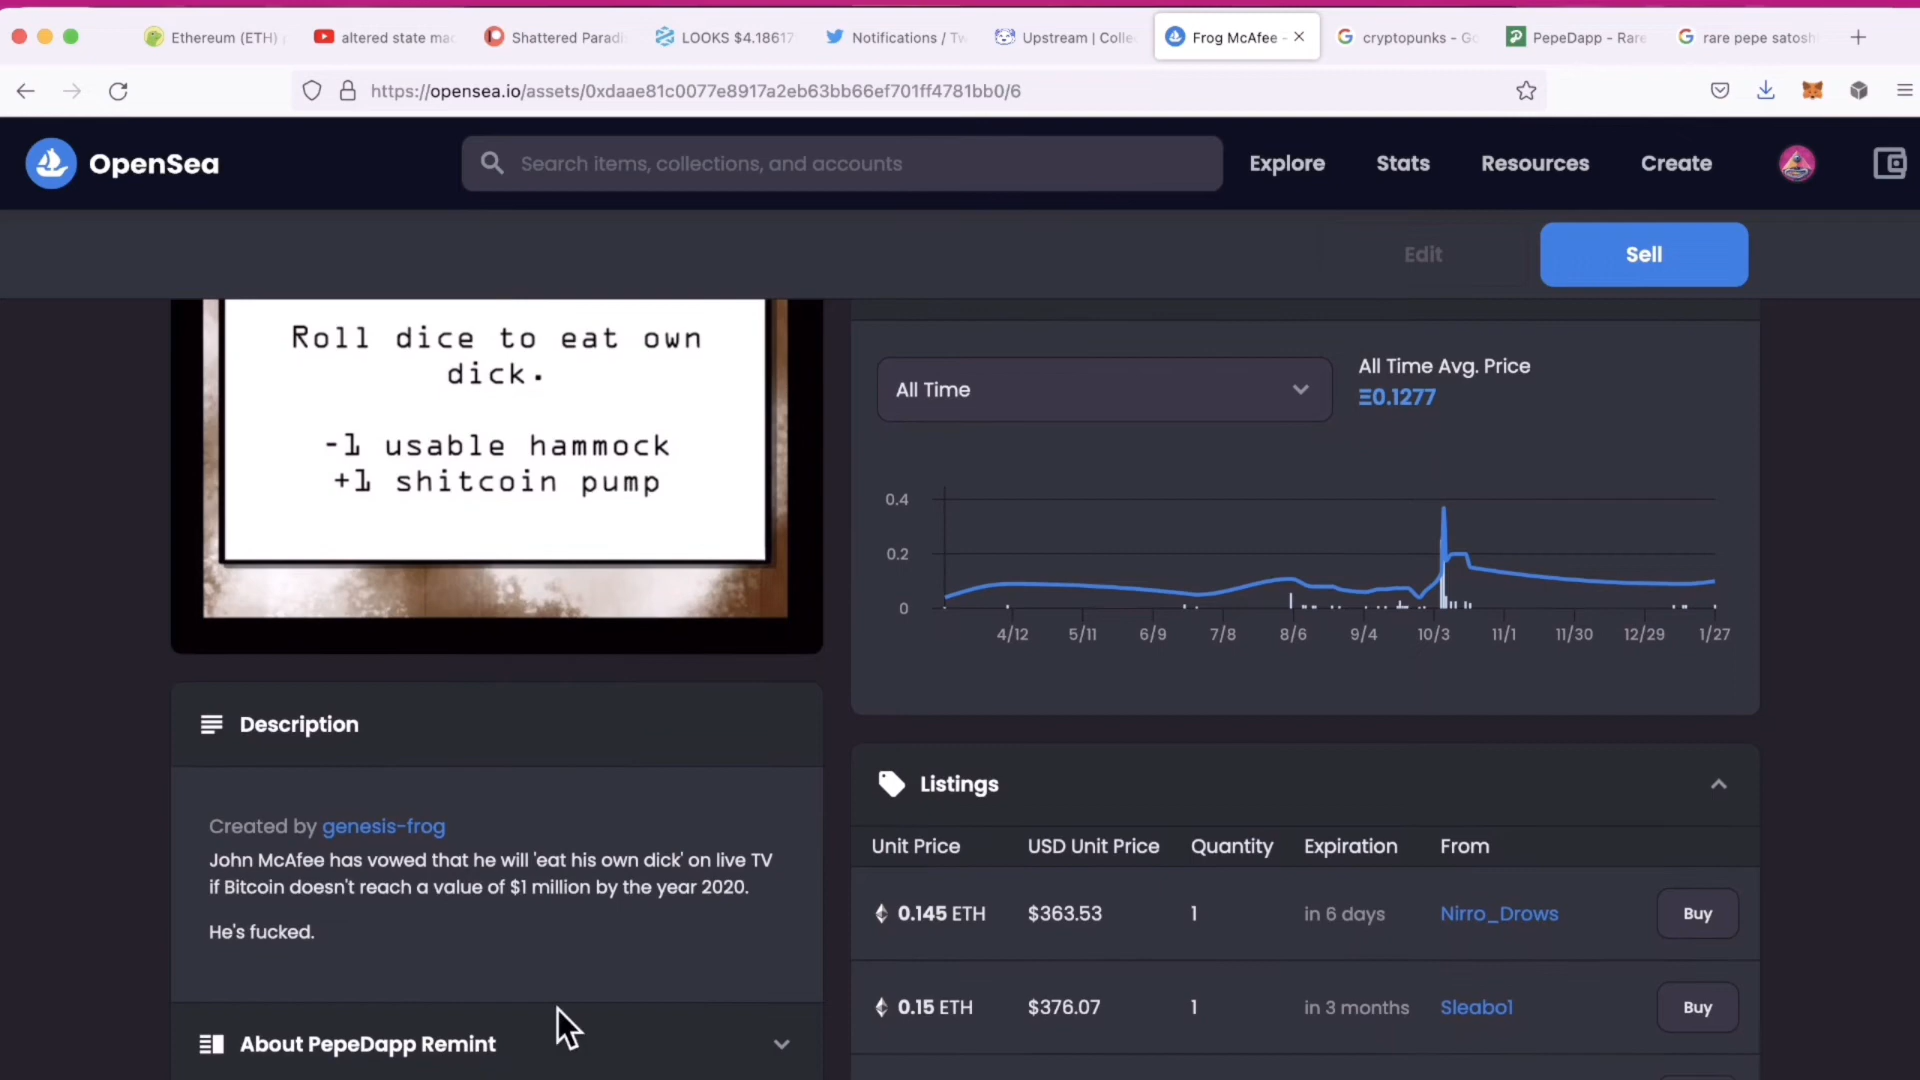 Ethereum (ETH)
altered state mac
Shattered Paradis
LOOKS $4.18617
Notifications / Tw
Upstream | Colle
Frog McAfee -
cryptopunks - Go
PepeDapp - Rare
rare pepe satosh
https://opensea.io/assets/0xdaae81c0077e8917a2eb63bb66ef701ff4781bb0/6
OpenSea
Search items, collections, and accounts
Explore
Stats
Resources
Create
Edit
Sell
Roll dice to eat own
dick.
-1 usable hammock
+1 shitcoin pump
All Time
All Time Avg. Price
Ξ0.1277
0.4
0.2
0
4/12 5/11 6/9 7/8 8/6 9/4 10/3 11/1 11/30 12/29 1/27
Description
Created by genesis-frog
John McAfee has vowed that he will 'eat his own dick' on live TV
if Bitcoin doesn't reach a value of $1 million by the year 2020.
He's fucked.
About PepeDapp Remint
Listings
Unit Price USD Unit Price Quantity Expiration From
0.145 ETH $363.53 1 in 6 days Nirro_Drows Buy
0.15 ETH $376.07 1 in 3 months Sleabo1 Buy